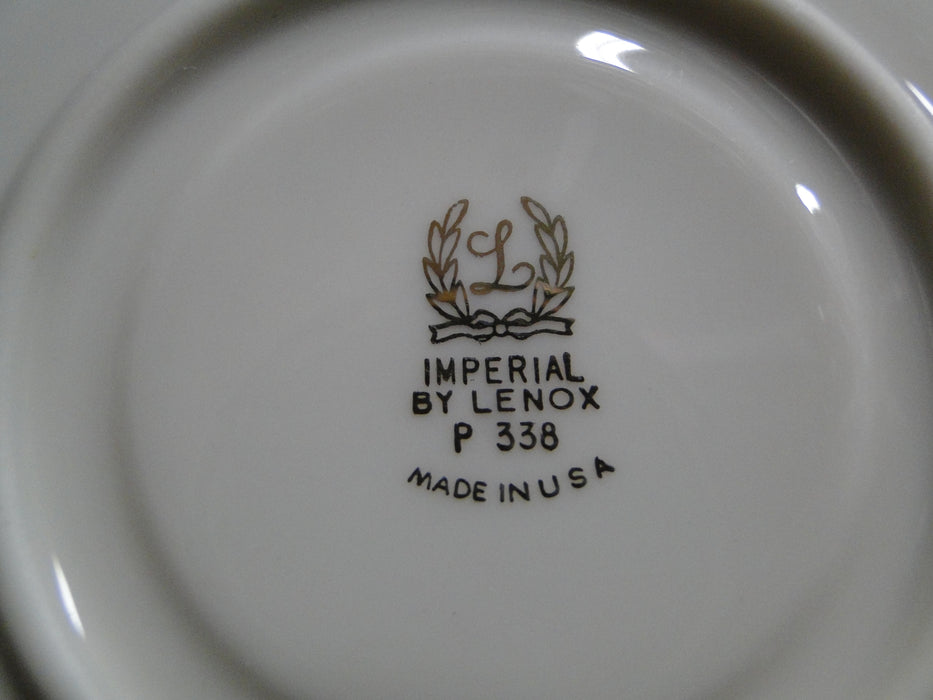 L
IMPERIAL
BY LENOX
P 338
MADE IN USA